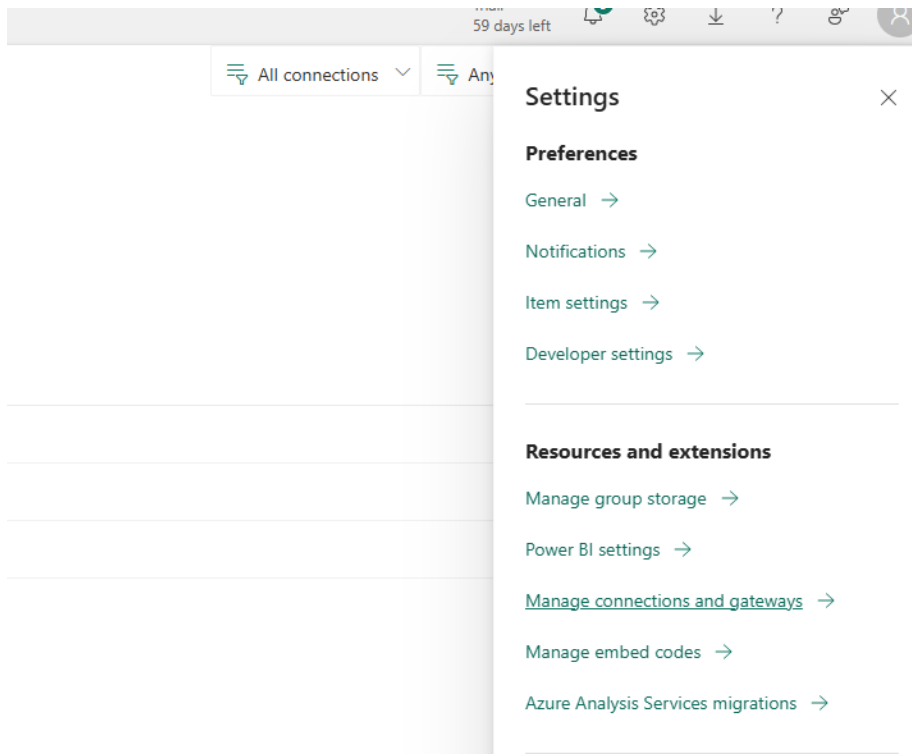 59 days left
All connections
Settings
Preferences
General
Notifications
Item settings
Developer settings
Resources and extensions
Manage group storage
Power BI settings
Manage connections and gateways
Manage embed codes
Azure Analysis Services migrations